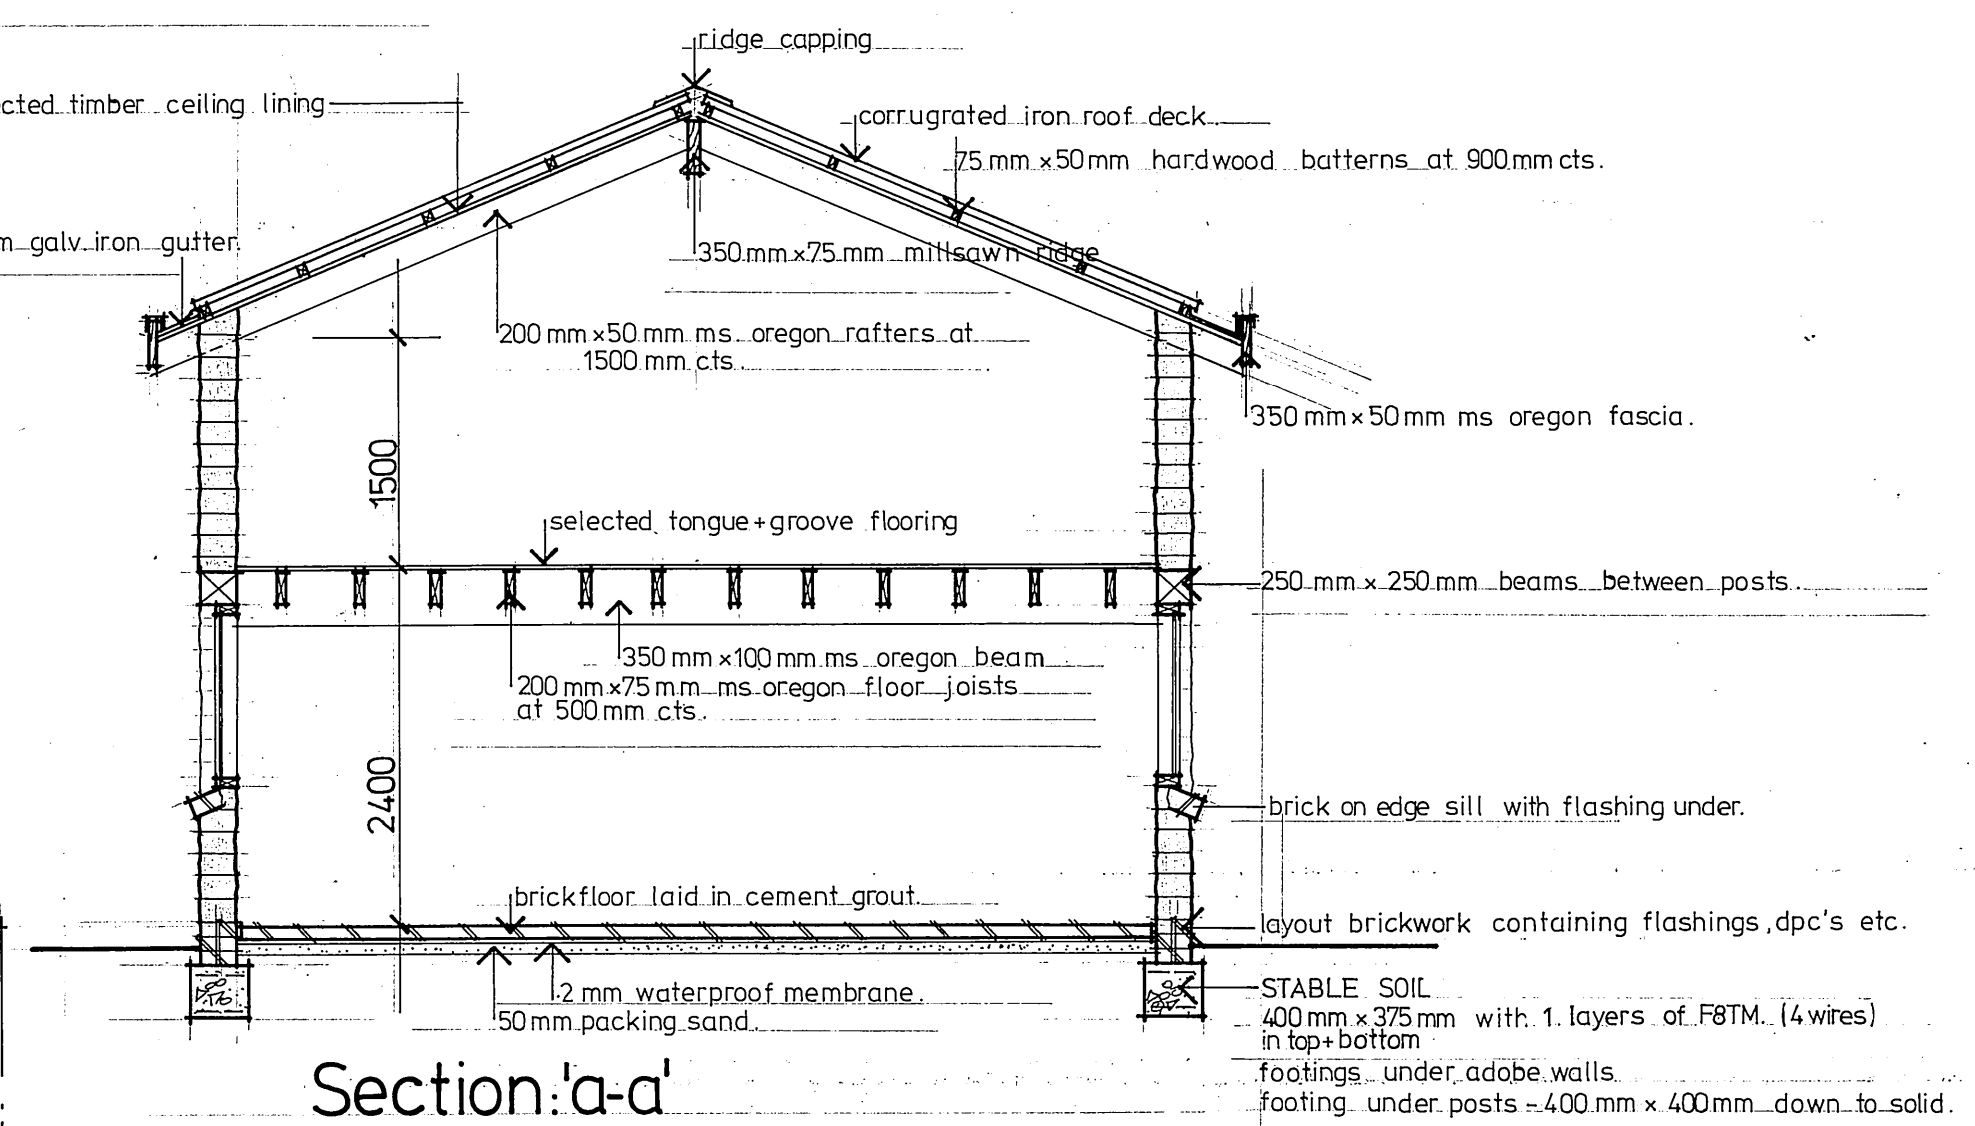 ridge capping
timber ceiling lining
corrugrated iron roof deck.
75 mm x 50 mm hardwood batterns at 900 mm cts.
galv. iron gutter.
350 mm x 75 mm millsawn ridge
200 mm x 50 mm ms oregon rafters at
1500 mm cts.
350 mm x 50 mm ms oregon fascia.
1500
selected tongue + groove flooring
250 mm x 250 mm beams between posts.
350 mm x 100 mm ms oregon beam
200 mm x 75 mm ms oregon floor joists
at 500 mm cts.
2400
brick on edge sill with flashing under.
brickfloor laid in cement grout.
layout brickwork containing flashings, dpc's etc.
·2 mm waterproof membrane.
50 mm packing sand.
STABLE SOIL
400 mm x 375 mm with 1 layers of F8TM. (4 wires)
in top + bottom
footings under adobe walls
footing under posts - 400 mm x 400 mm down to solid.
Section: 'a-a'